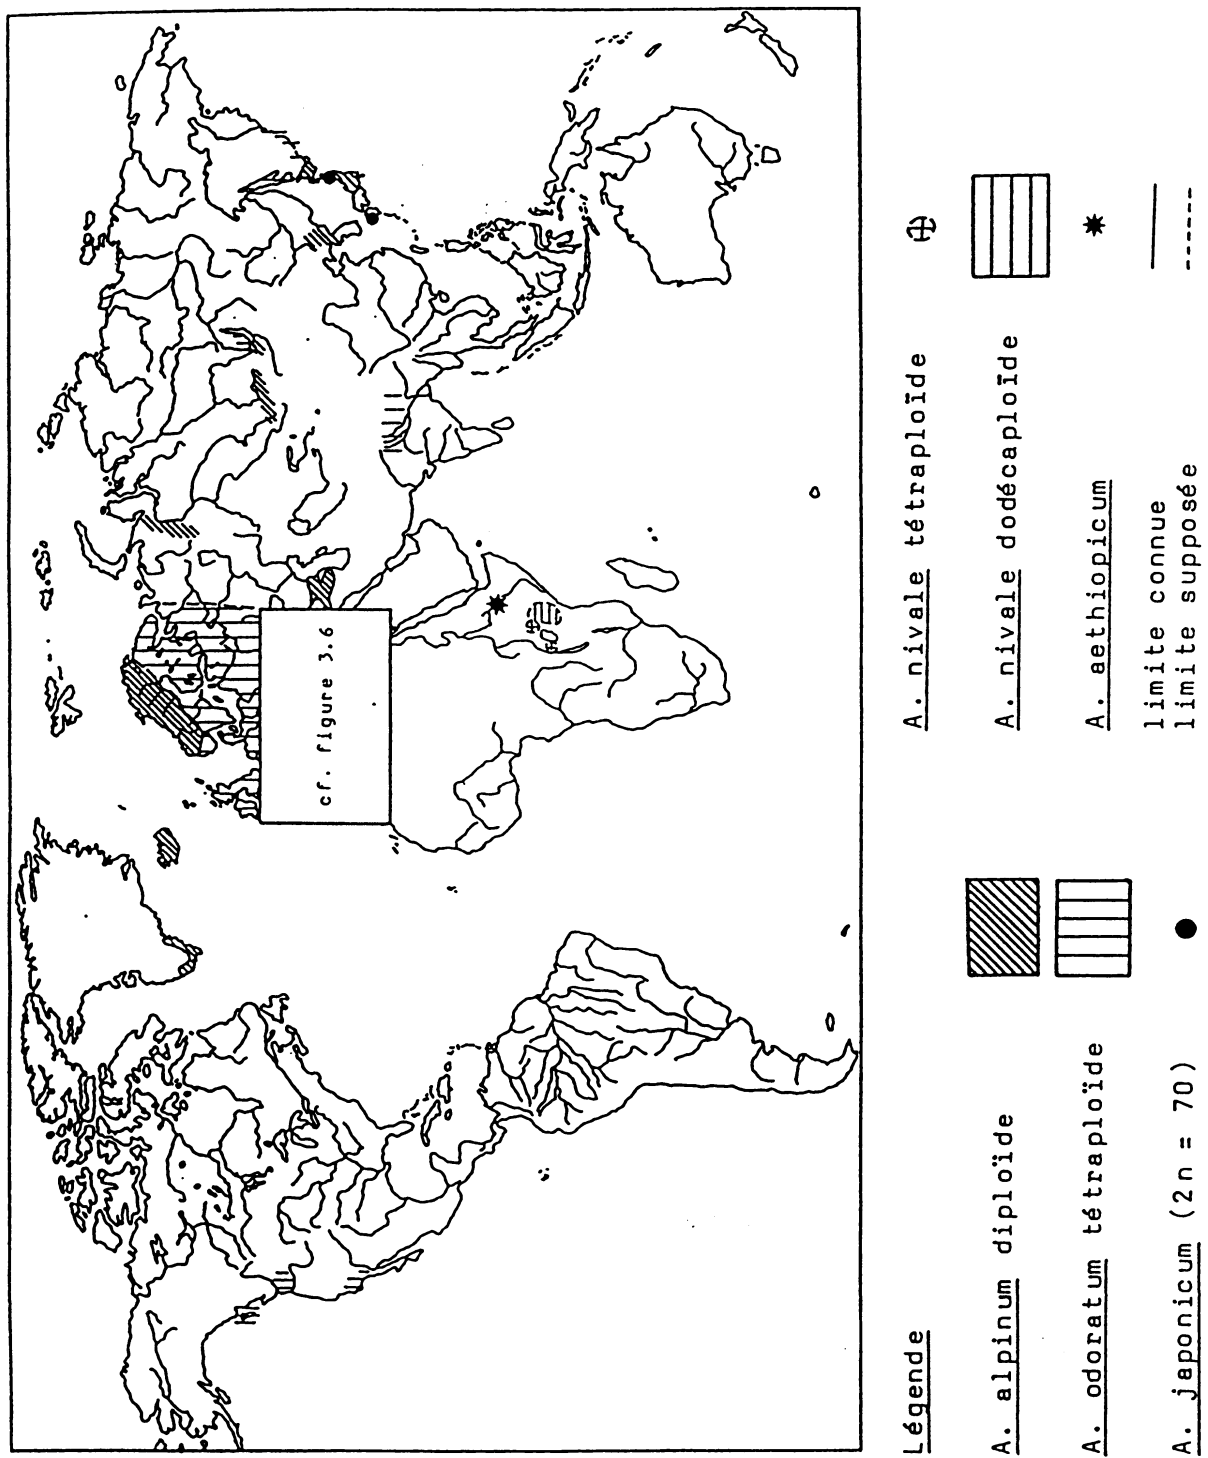 cf. figure 3.6
Légende
A. alpinum diploïde
A. odoratum tétraploïde
A. japonicum (2n = 70)
A. nivale tétraploïde
A. nivale dodécaploïde
A. aethiopicum
limite connue
limite supposée